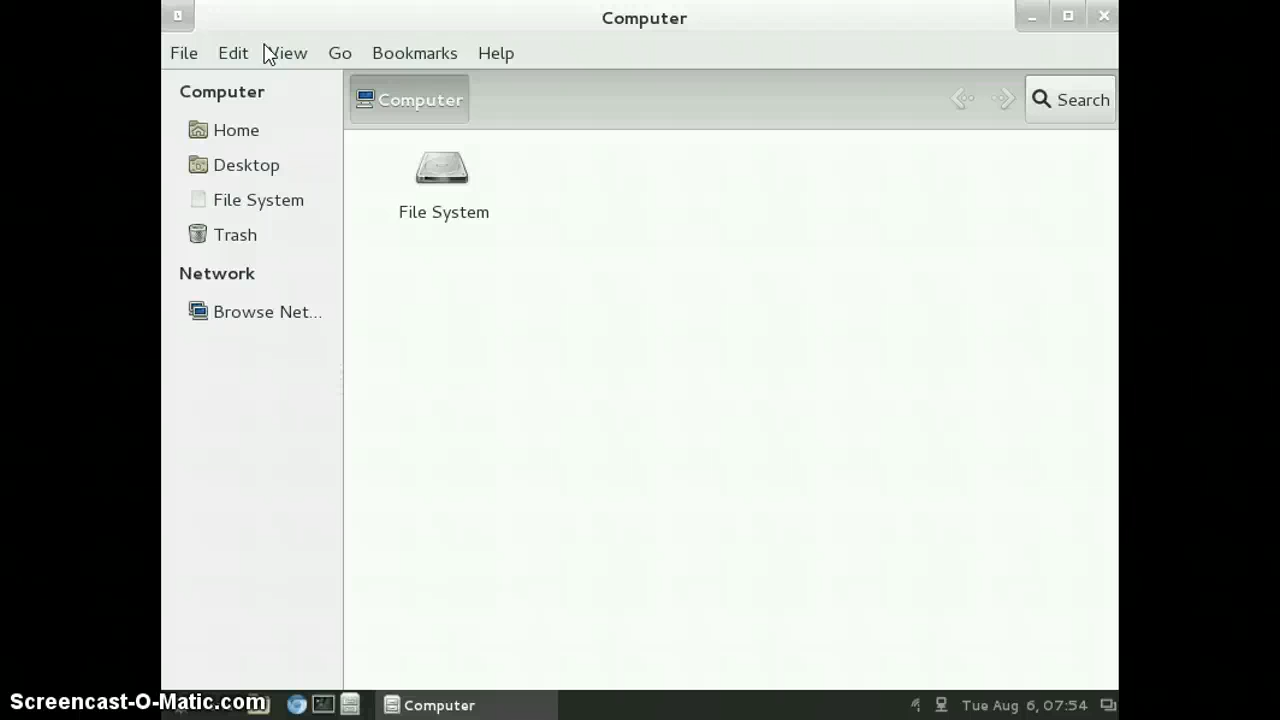 Computer
File Edit View Go Bookmarks Help
Computer
Computer
Search
Home
Desktop
File System
Trash
Network
Browse Net...
File System
Screencast-O-Matic.com
Computer
Tue Aug 6, 07:54